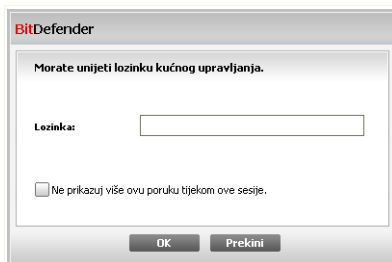 BitDefender
Morate unijeti lozinku kućnog upravljanja.
Lozinka:
Ne prikazuj više ovu poruku tijekom ove sesije.
OK Prekini